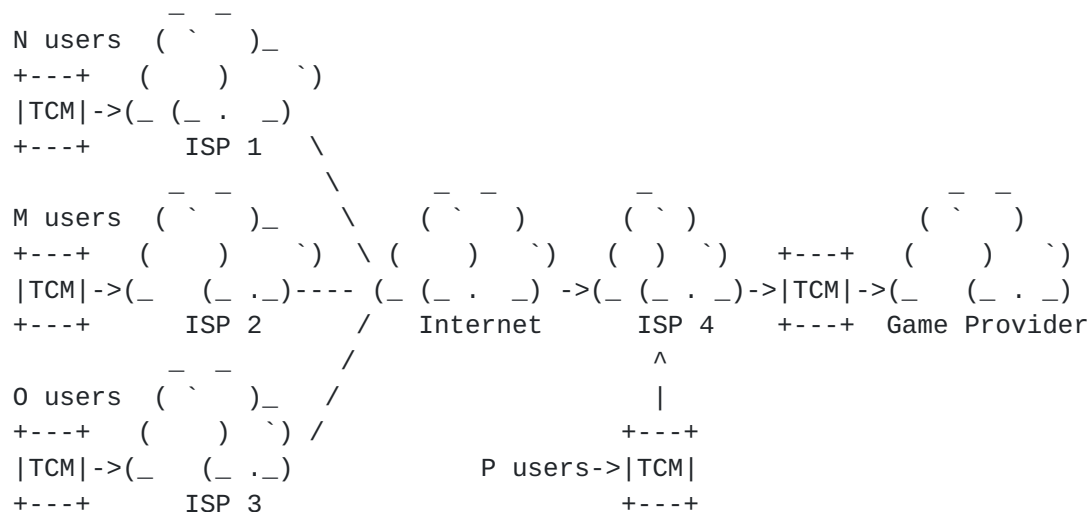 _  _
N users  (  `    )_
+---+    (      )      `)
|TCM|->(_  (_ .   _)
+---+        ISP 1    \
              _  _          \         _  _            _                        _  _
M users  (  `    )_     \      (  `    )        (  ` )                  (  `    )
+---+    (      )     `)   \ (      )    `)    (   )   `)    +---+    (      )    `)
|TCM|->(_    (_ ._)---- (_ (_ .   _) ->(_ (_ . _)->|TCM|->(_    (_ . _)
+---+        ISP 2        /    Internet        ISP 4     +---+   Game Provider
              _  _           /                        ^
O users  (  `    )_     /                         |
+---+    (      )   `) /                       +---+
|TCM|->(_    (_ ._)              P users->|TCM|
+---+        ISP 3                             +---+